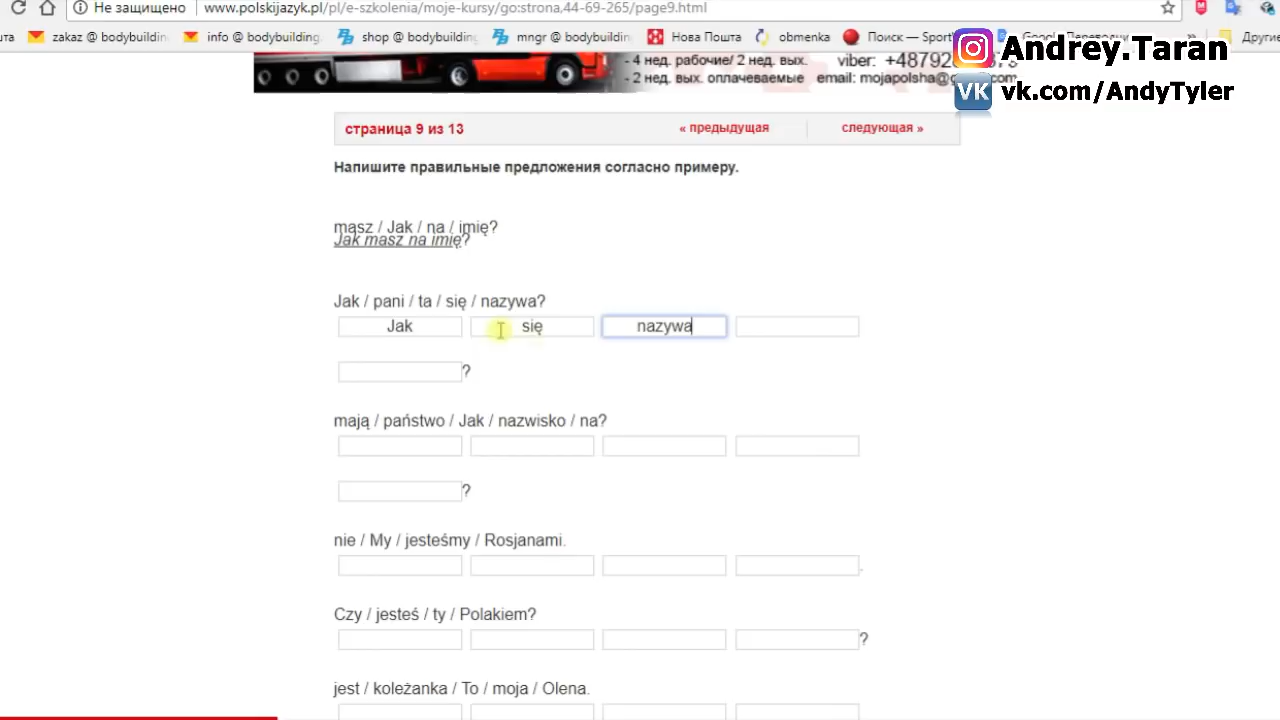 Не защищено www.polskijazyk.pl/pl/e-szkolenia/moje-kursy/go:strona,44-69-265/page9.html
zakaz @ bodybuilding info @ bodybuilding shop @ bodybuilding mngr @ bodybuildin Нова Пошта obmenka Поиск — Sport Другие
Andrey.Taran
vk.com/AndyTyler
- 4 нед. рабочие/ 2 нед. вых. viber:
- 2 нед. вых. оплачеваемые email:
страница 9 из 13 « предыдущая следующая »
Напишите правильные предложения согласно примеру.
masz / Jak / na / imię?
Jak masz na imię?
Jak / pani / ta / się / nazywa?
Jak się nazywa
?
mają / państwo / Jak / nazwisko / na?
?
nie / My / jesteśmy / Rosjanami.
.
Czy / jesteś / ty / Polakiem?
?
jest / koleżanka / To / moja / Olena.